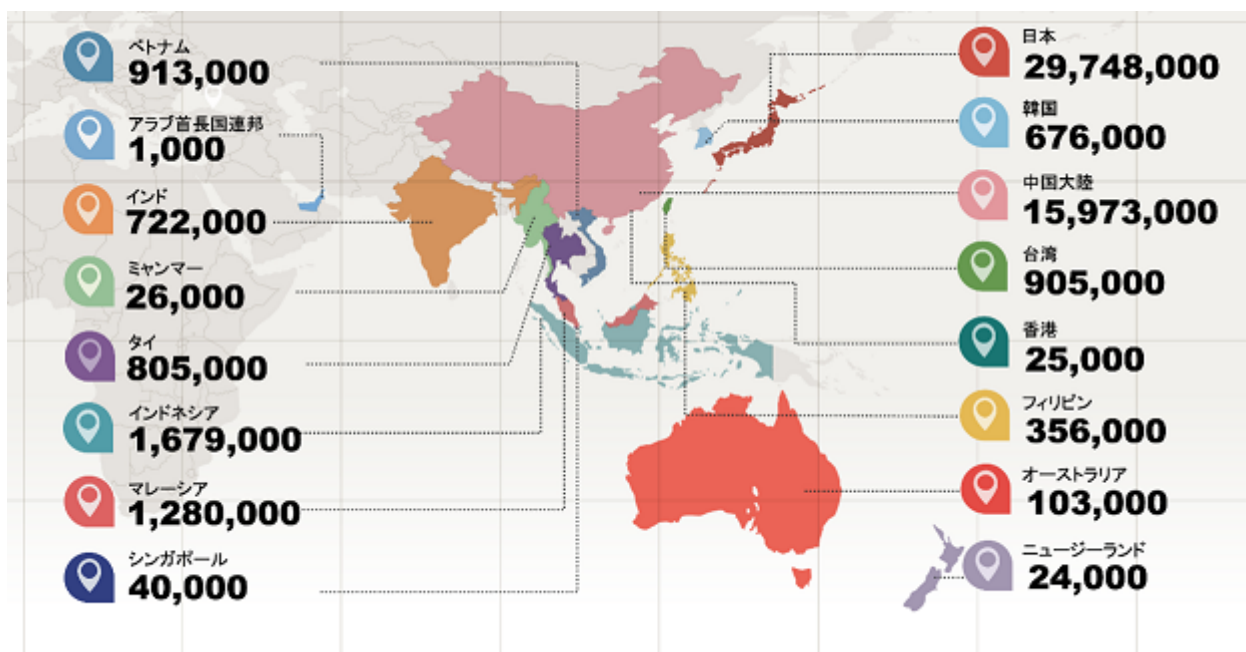 ベトナム
913,000
アラブ首長国連邦
1,000
インド
722,000
ミャンマー
26,000
タイ
805,000
インドネシア
1,679,000
マレーシア
1,280,000
シンガポール
40,000
日本
29,748,000
韓国
676,000
中国大陸
15,973,000
台湾
905,000
香港
25,000
フィリピン
356,000
オーストラリア
103,000
ニュージーランド
24,000